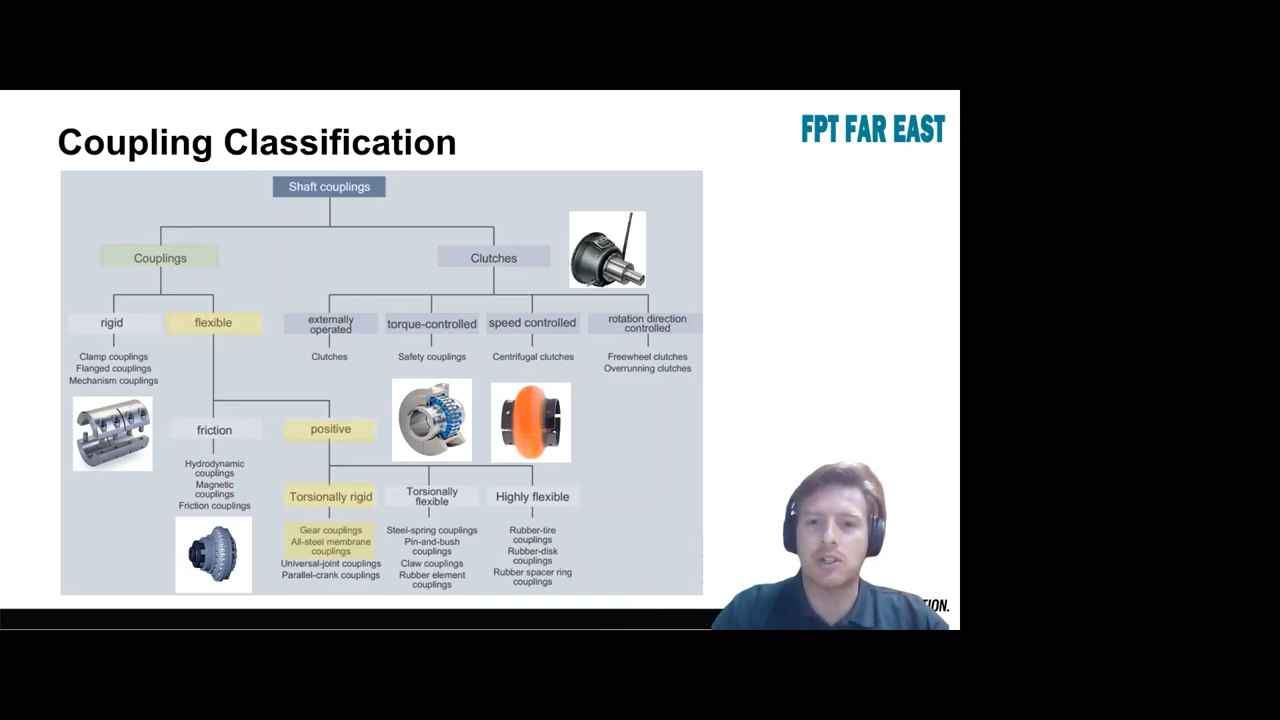 Coupling Classification
FPT FAR EAST
Shaft couplings
Couplings
Clutches
rigid
flexible
externally
operated
torque-controlled
speed controlled
rotation direction
controlled
Clamp couplings
Flanged couplings
Mechanism couplings
Clutches
Safety couplings
Centrifugal clutches
Freewheel clutches
Overrunning clutches
friction
positive
Hydrodynamic
couplings
Magnetic
couplings
Friction couplings
Torsionally rigid
Torsionally
flexible
Highly flexible
Gear couplings
All-steel membrane
couplings
Universal-joint couplings
Parallel-crank couplings
Steel-spring couplings
Pin-and-bush
couplings
Claw couplings
Rubber element
couplings
Rubber-tire
couplings
Rubber-disk
couplings
Rubber spacer ring
couplings